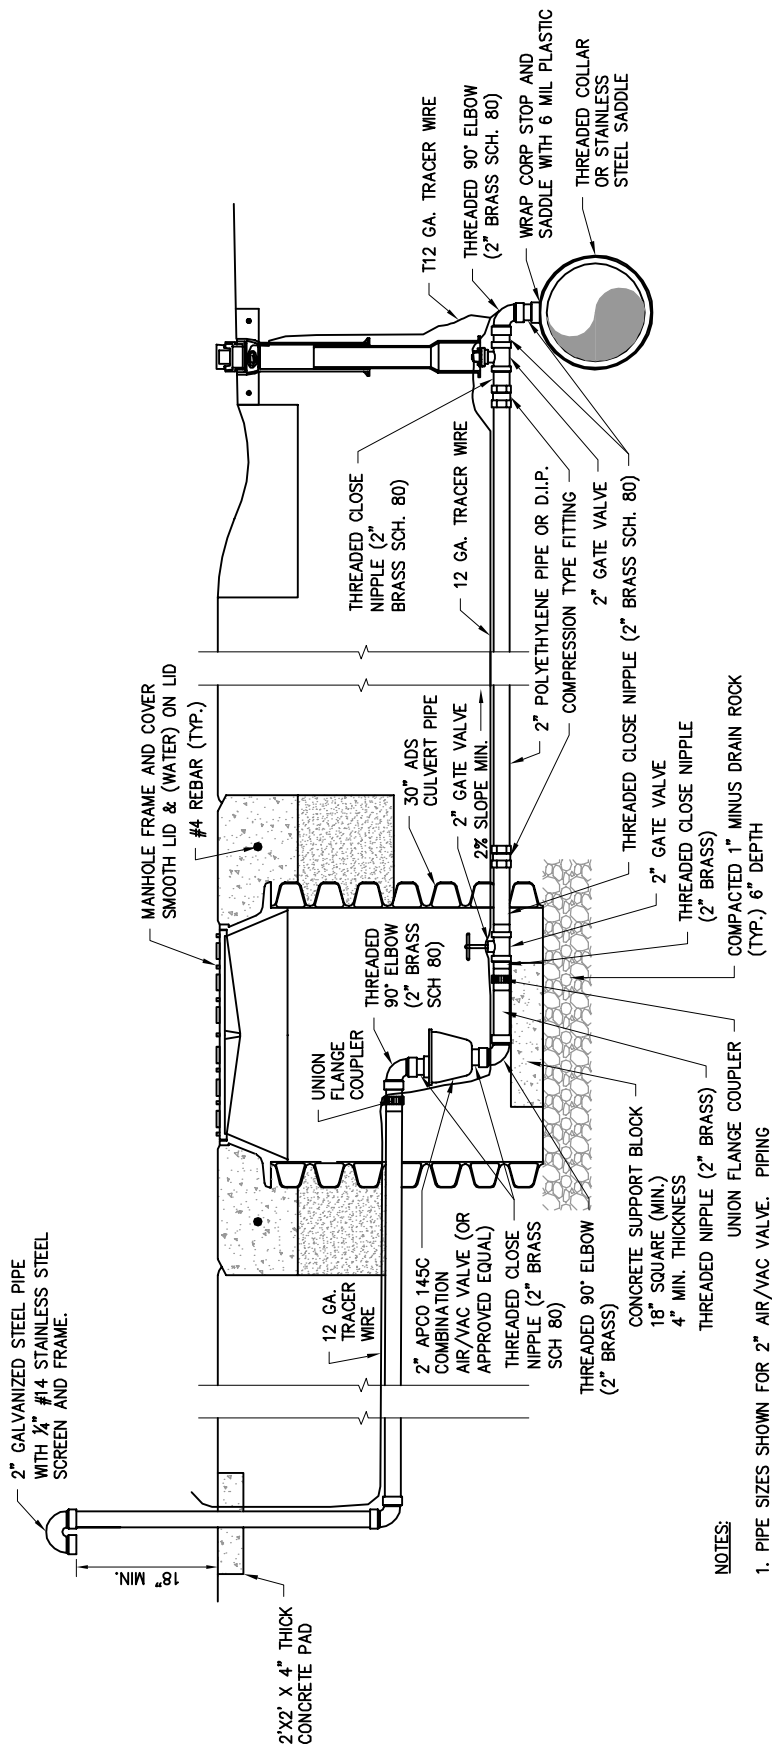 2" GALVANIZED STEEL PIPE
WITH ¼" #14 STAINLESS STEEL
SCREEN AND FRAME.
18" MIN.
2'X2' X 4" THICK
CONCRETE PAD
MANHOLE FRAME AND COVER
SMOOTH LID & (WATER) ON LID
#4 REBAR (TYP.)
30" ADS
CULVERT PIPE
2" GATE VALVE
2% SLOPE MIN.
THREADED
90° ELBOW
(2" BRASS
SCH 80)
UNION
FLANGE
COUPLER
12 GA.
TRACER
WIRE
2" APCO 145C
COMBINATION
AIR/VAC VALVE (OR
APPROVED EQUAL)
THREADED CLOSE
NIPPLE (2" BRASS
SCH 80)
THREADED 90° ELBOW
(2" BRASS)
CONCRETE SUPPORT BLOCK
18" SQUARE (MIN.)
4" MIN. THICKNESS
THREADED NIPPLE (2" BRASS)
UNION FLANGE COUPLER
COMPACTED 1" MINUS DRAIN ROCK
(TYP.) 6" DEPTH
THREADED CLOSE NIPPLE
(2" BRASS)
2" GATE VALVE
THREADED CLOSE NIPPLE (2" BRASS SCH. 80)
2" GATE VALVE
COMPRESSION TYPE FITTING
2" POLYETHYLENE PIPE OR D.I.P.
12 GA. TRACER WIRE
THREADED CLOSE
NIPPLE (2"
BRASS SCH. 80)
T12 GA. TRACER WIRE
THREADED 90° ELBOW
(2" BRASS SCH. 80)
WRAP CORP STOP AND
SADDLE WITH 6 MIL PLASTIC
THREADED COLLAR
OR STAINLESS
STEEL SADDLE
NOTES:
1. PIPE SIZES SHOWN FOR 2" AIR/VAC VALVE. PIPING